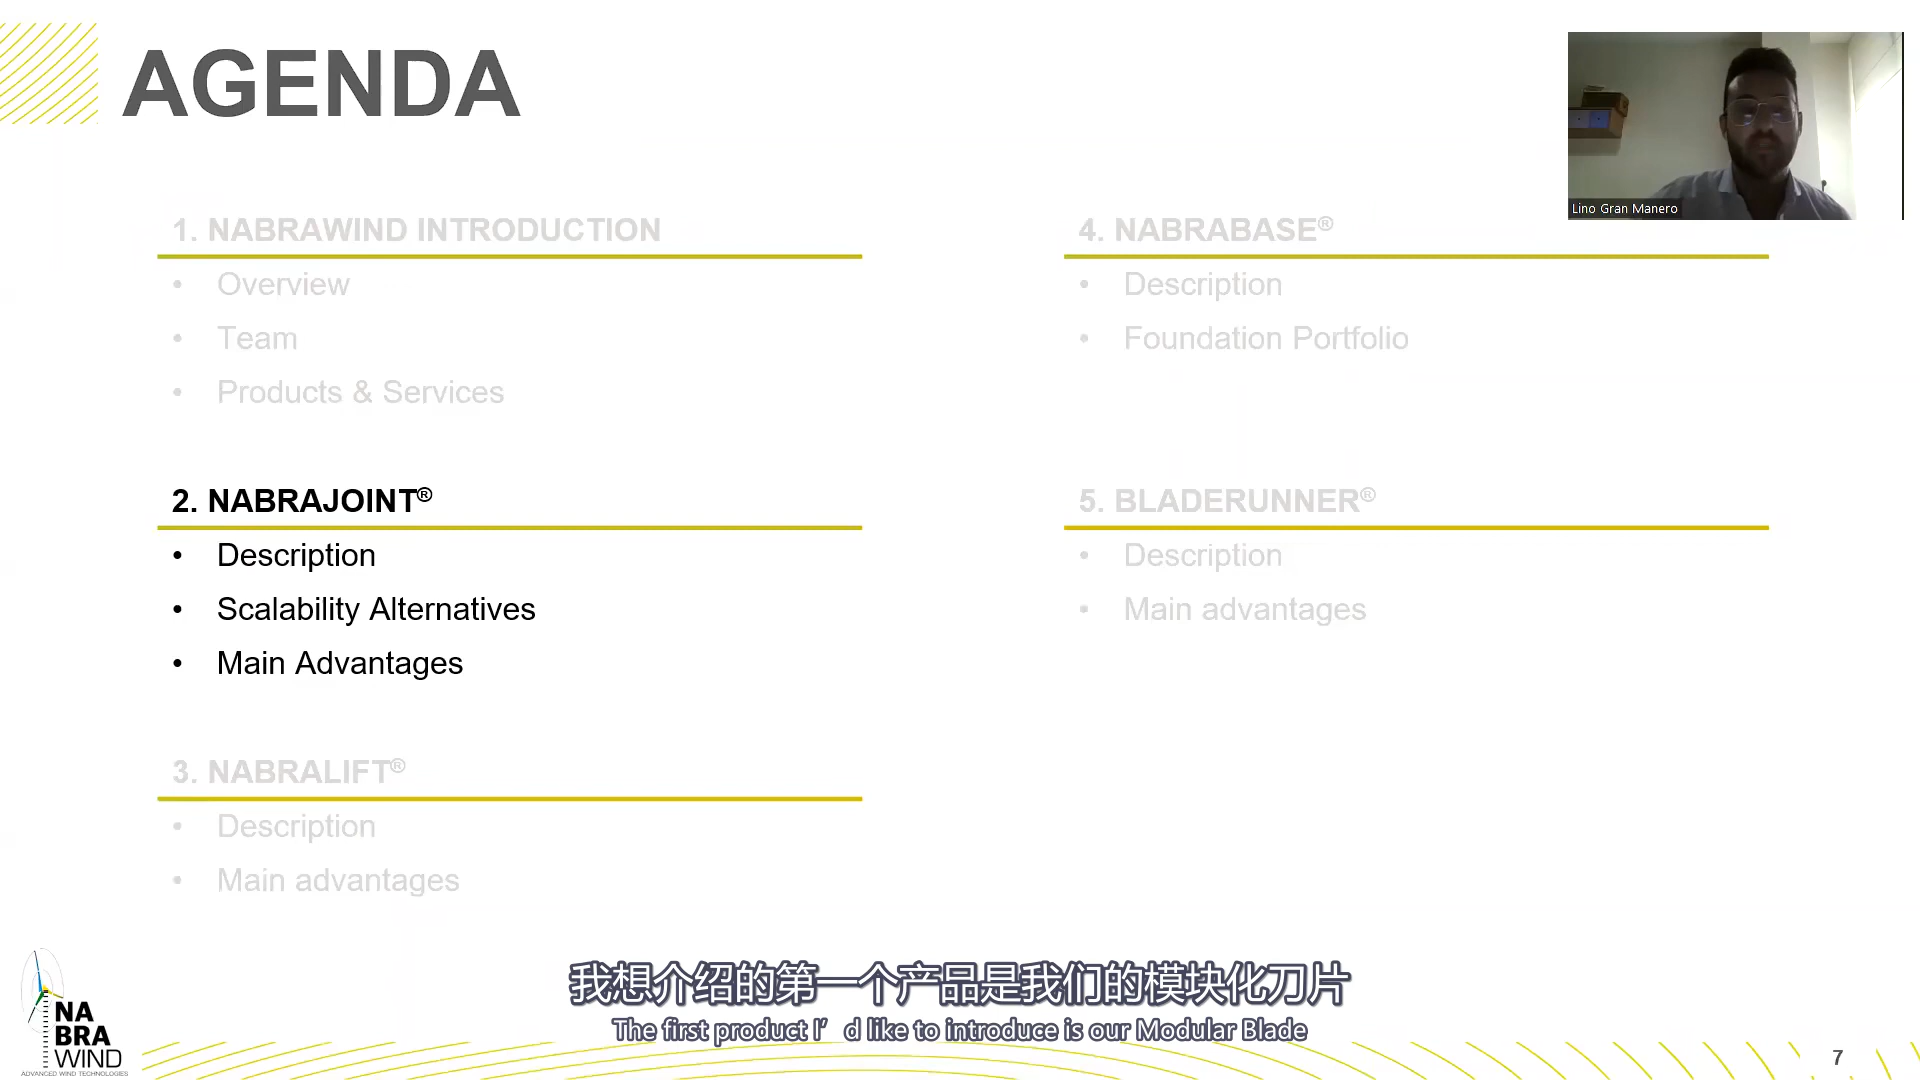 AGENDA
Lino Gran Manero
1. NABRAWIND INTRODUCTION
• Overview
• Team
• Products & Services
2. NABRAJOINT®
• Description
• Scalability Alternatives
• Main Advantages
3. NABRALIFT®
• Description
• Main advantages
4. NABRABASE®
• Description
• Foundation Portfolio
5. BLADERUNNER®
• Description
• Main advantages
我想介绍的第一个产品是我们的模块化刀片
The first product I’d like to introduce is our Modular Blade
NA
BRA
WIND
ADVANCED WIND TECHNOLOGIES
7